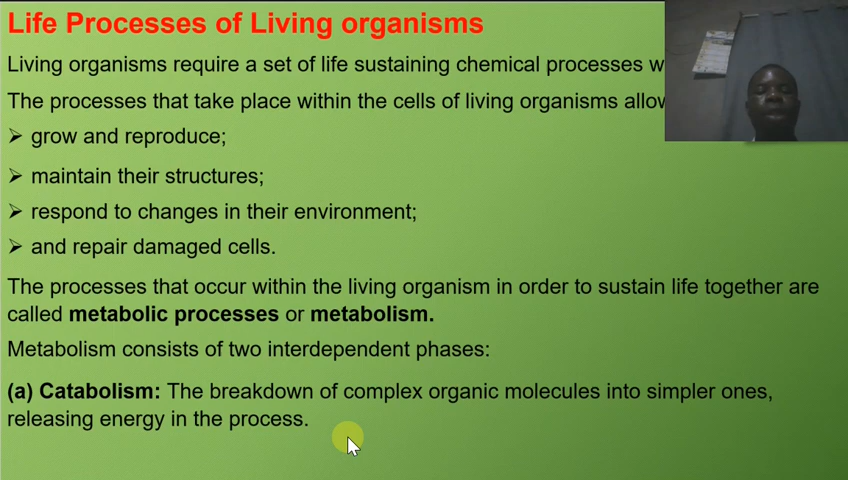 Life Processes of Living organisms
Living organisms require a set of life sustaining chemical processes
The processes that take place within the cells of living organisms
➢ grow and reproduce;
➢ maintain their structures;
➢ respond to changes in their environment;
➢ and repair damaged cells.
The processes that occur within the living organism in order to sustain life together are
called metabolic processes or metabolism.
Metabolism consists of two interdependent phases:
(a) Catabolism: The breakdown of complex organic molecules into simpler ones,
releasing energy in the process.